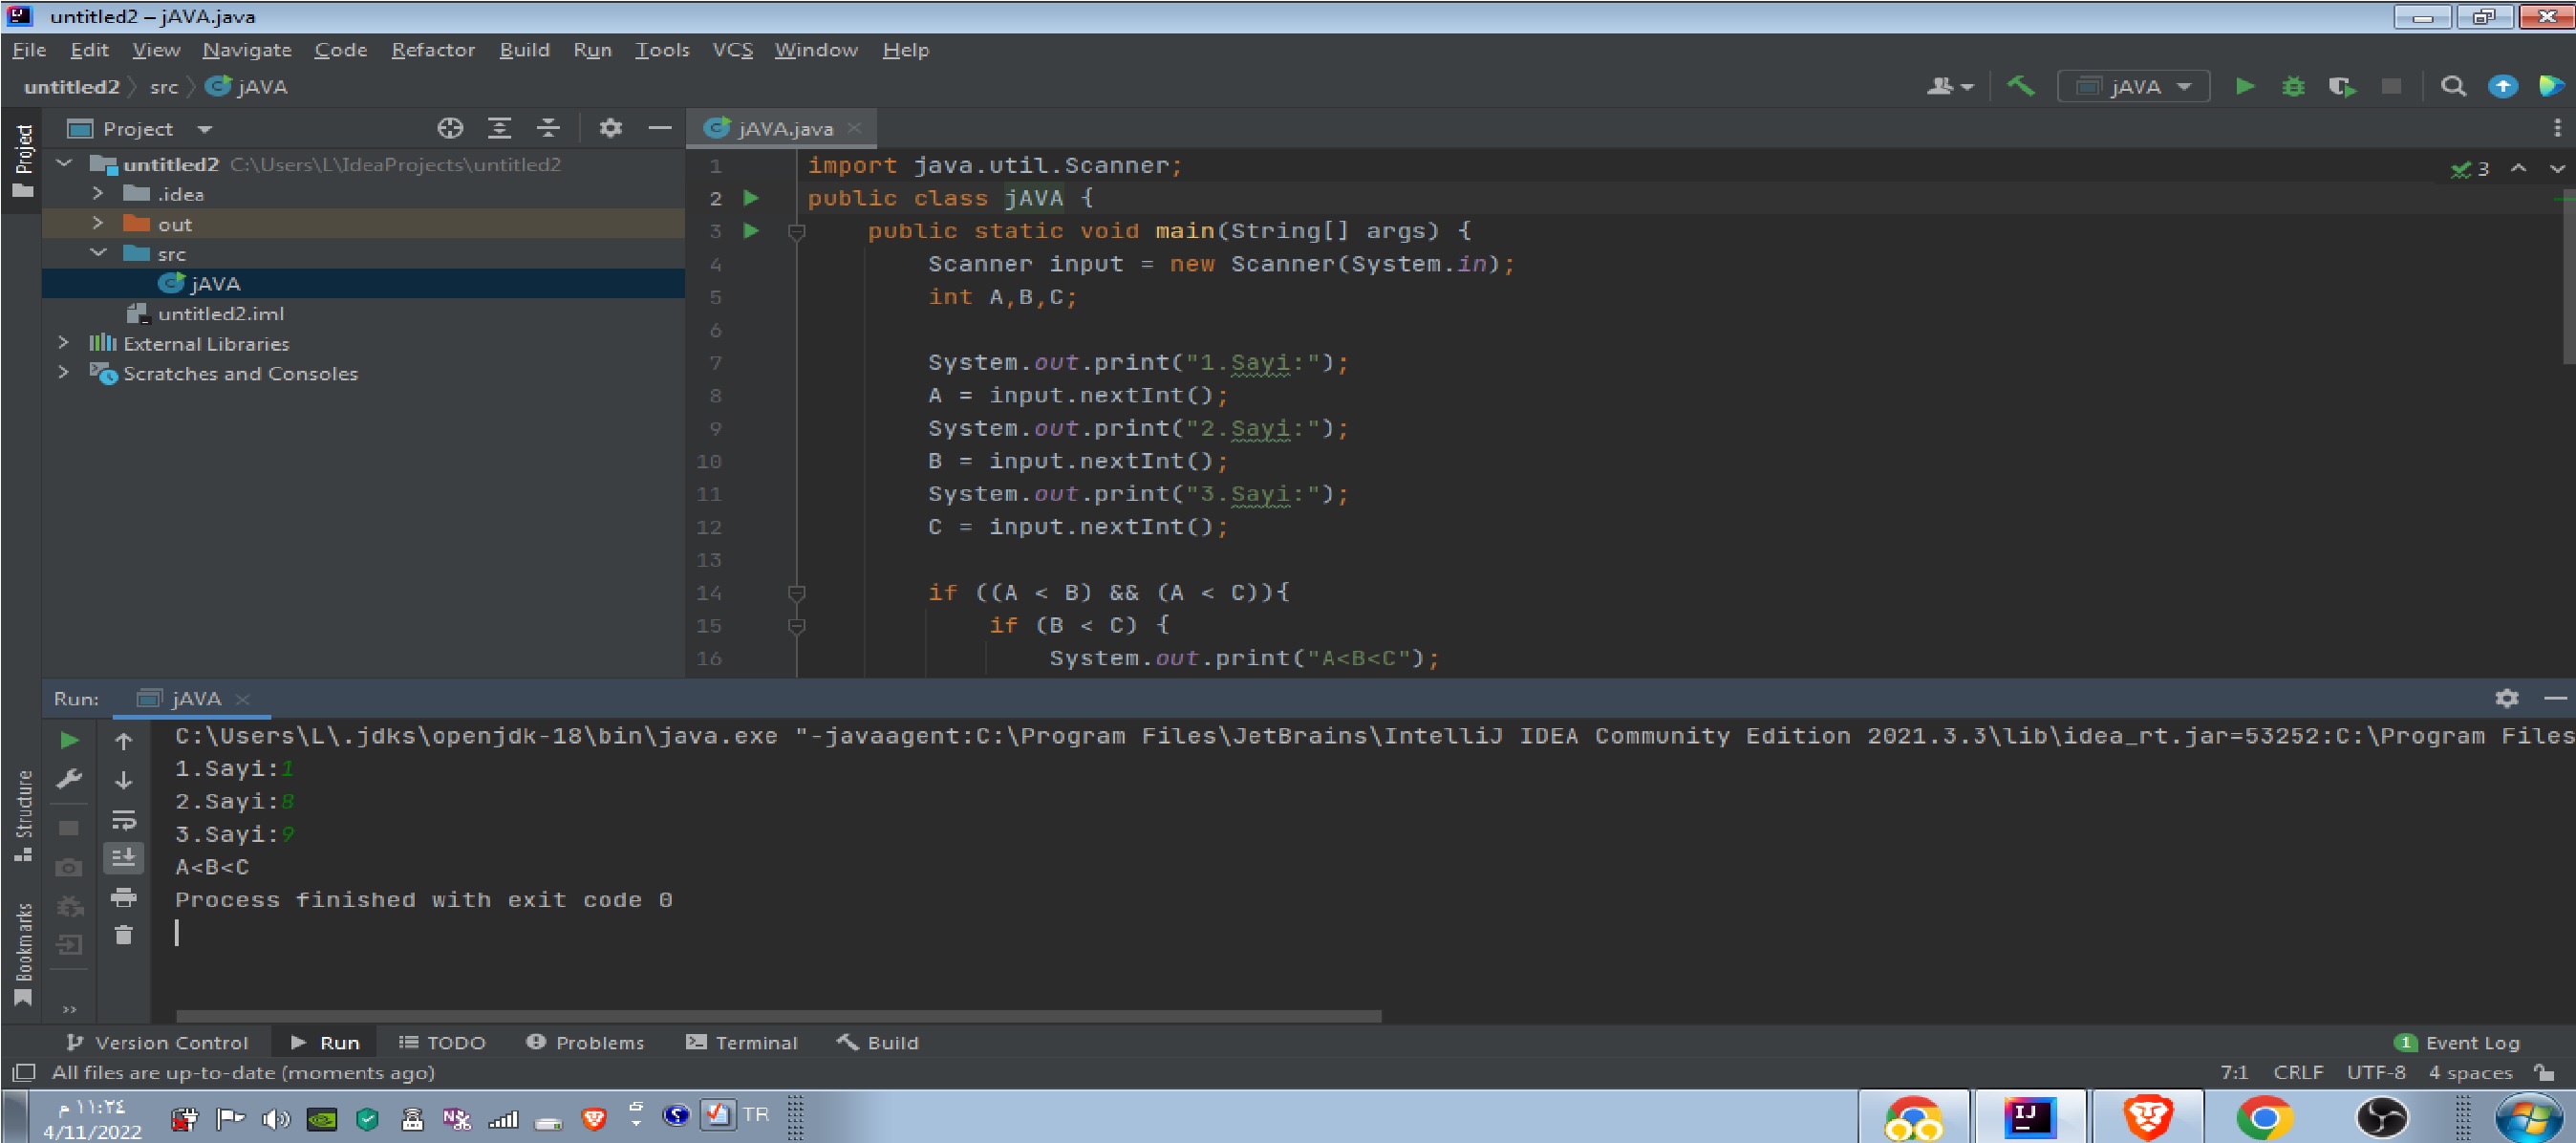 untitled2 – jAVA.java
File Edit View Navigate Code Refactor Build Run Tools VCS Window Help
untitled2 src jAVA
jAVA
Project
Project
untitled2 C:\Users\L\IdeaProjects\untitled2
.idea
out
src
jAVA
untitled2.iml
External Libraries
Scratches and Consoles
jAVA.java
3
1 import java.util.Scanner;
2 public class jAVA {
3 public static void main(String[] args) {
4 Scanner input = new Scanner(System.in);
5 int A,B,C;
6
7 System.out.print("1.Sayi:");
8 A = input.nextInt();
9 System.out.print("2.Sayi:");
10 B = input.nextInt();
11 System.out.print("3.Sayi:");
12 C = input.nextInt();
13
14 if ((A < B) && (A < C)){
15 if (B < C) {
16 System.out.print("A<B<C");
Run: jAVA
C:\Users\L\.jdks\openjdk-18\bin\java.exe "-javaagent:C:\Program Files\JetBrains\IntelliJ IDEA Community Edition 2021.3.3\lib\idea_rt.jar=53252:C:\Program Files
1.Sayi:1
2.Sayi:8
3.Sayi:9
A<B<C
Process finished with exit code 0
Structure
Bookmarks
Version Control Run TODO Problems Terminal Build
1 Event Log
All files are up-to-date (moments ago)
7:1 CRLF UTF-8 4 spaces
١١:٢٤ م
4/11/2022
TR
IJ